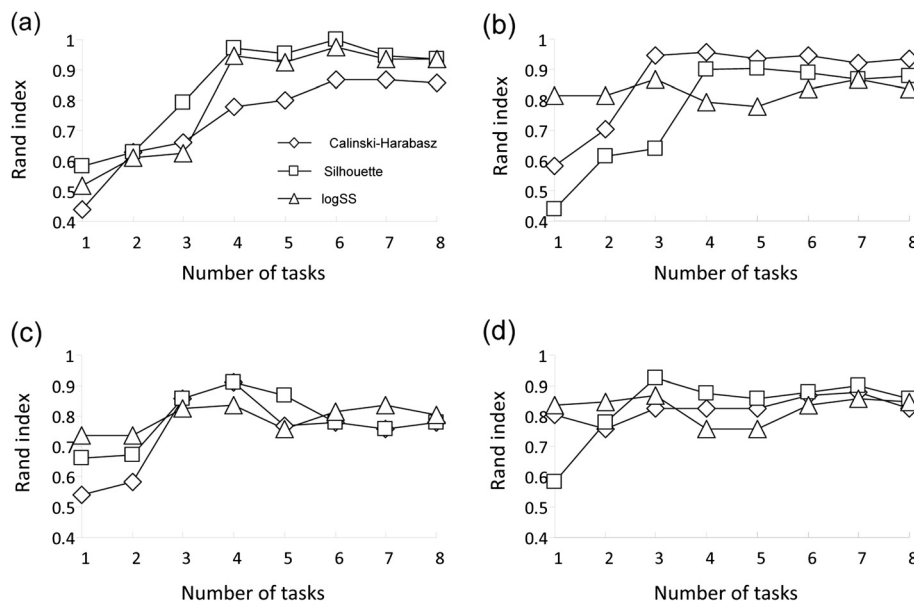 (a)
1
0.9
0.8
0.7
0.6
0.5
0.4
Rand index
Calinski-Harabasz
Silhouette
logSS
1 2 3 4 5 6 7 8
Number of tasks
(b)
1
0.9
0.8
0.7
0.6
0.5
0.4
Rand index
1 2 3 4 5 6 7 8
Number of tasks
(c)
1
0.9
0.8
0.7
0.6
0.5
0.4
Rand index
1 2 3 4 5 6 7 8
Number of tasks
(d)
1
0.9
0.8
0.7
0.6
0.5
0.4
Rand index
1 2 3 4 5 6 7 8
Number of tasks